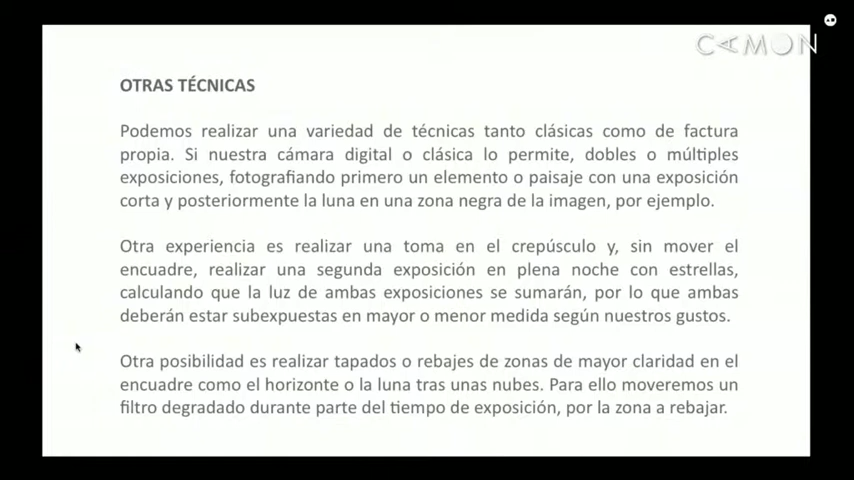 CAMON
OTRAS TÉCNICAS
Podemos realizar una variedad de técnicas tanto clásicas como de factura
propia. Si nuestra cámara digital o clásica lo permite, dobles o múltiples
exposiciones, fotografiando primero un elemento o paisaje con una exposición
corta y posteriormente la luna en una zona negra de la imagen, por ejemplo.
Otra experiencia es realizar una toma en el crepúsculo y, sin mover el
encuadre, realizar una segunda exposición en plena noche con estrellas,
calculando que la luz de ambas exposiciones se sumarán, por lo que ambas
deberán estar subexpuestas en mayor o menor medida según nuestros gustos.
Otra posibilidad es realizar tapados o rebajes de zonas de mayor claridad en el
encuadre como el horizonte o la luna tras unas nubes. Para ello moveremos un
filtro degradado durante parte del tiempo de exposición, por la zona a rebajar.